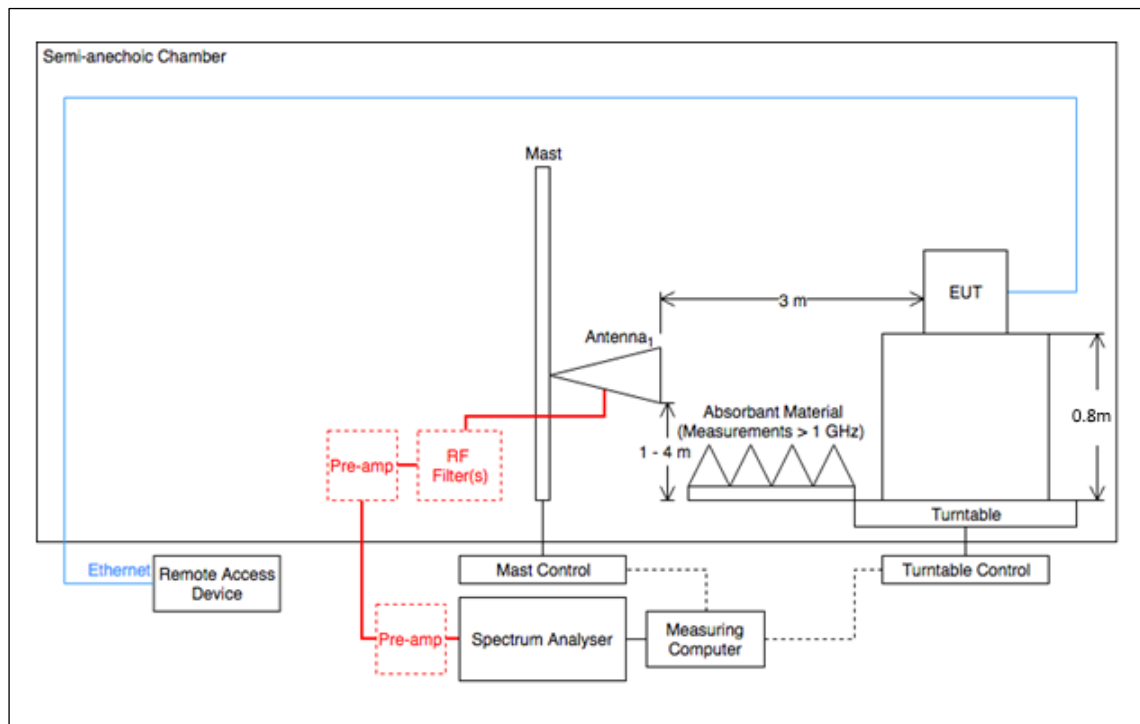 Semi-anechoic Chamber
Mast
EUT
3 m
Antenna1
Absorbant Material
(Measurements > 1 GHz)
0.8m
1 - 4 m
Pre-amp
RF
Filter(s)
Turntable
Ethernet
Remote Access
Device
Mast Control
Turntable Control
Pre-amp
Spectrum Analyser
Measuring
Computer